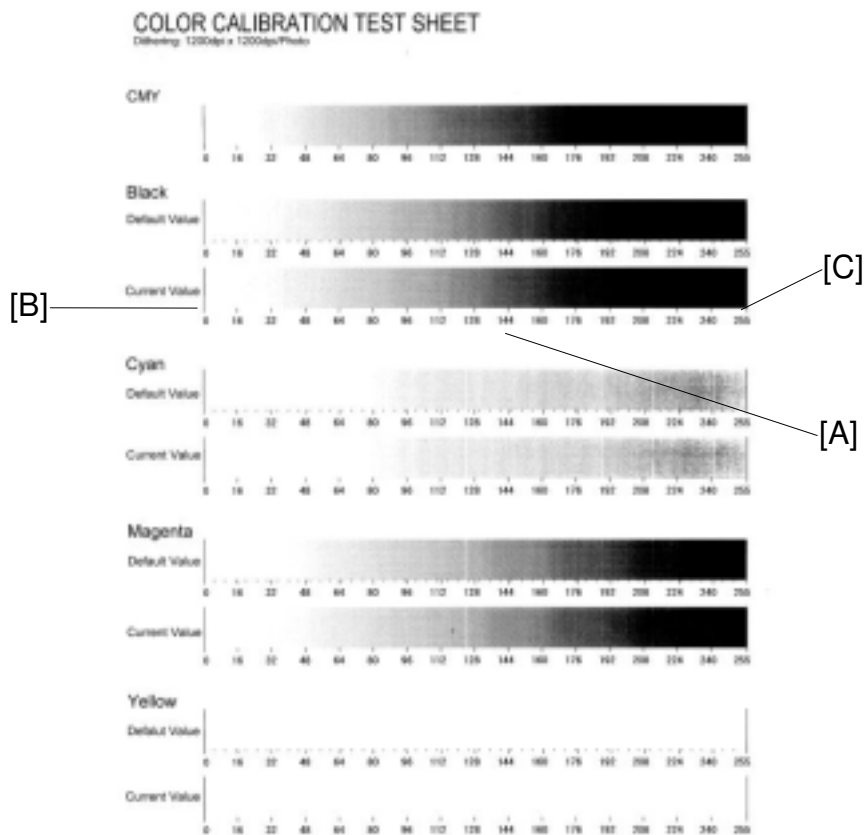 COLOR CALIBRATION TEST SHEET
Dithering: 1200dpi x 1200dpi/Photo
CMY
0 16 32 48 64 80 96 112 128 144 160 176 192 208 224 240 255
Black
Default Value
0 16 32 48 64 80 96 112 128 144 160 176 192 208 224 240 255
[C]
Current Value
[B]
0 16 32 48 64 80 96 112 128 144 160 176 192 208 224 240 255
Cyan
Default Value
0 16 32 48 64 80 96 112 128 144 160 176 192 208 224 240 255
[A]
Current Value
0 16 32 48 64 80 96 112 128 144 160 176 192 208 224 240 255
Magenta
Default Value
0 16 32 48 64 80 96 112 128 144 160 176 192 208 224 240 255
Current Value
0 16 32 48 64 80 96 112 128 144 160 176 192 208 224 240 255
Yellow
Defalut Value
0 16 32 48 64 80 96 112 128 144 160 176 192 208 224 240 255
Current Value
0 16 32 48 64 80 96 112 128 144 160 176 192 208 224 240 255